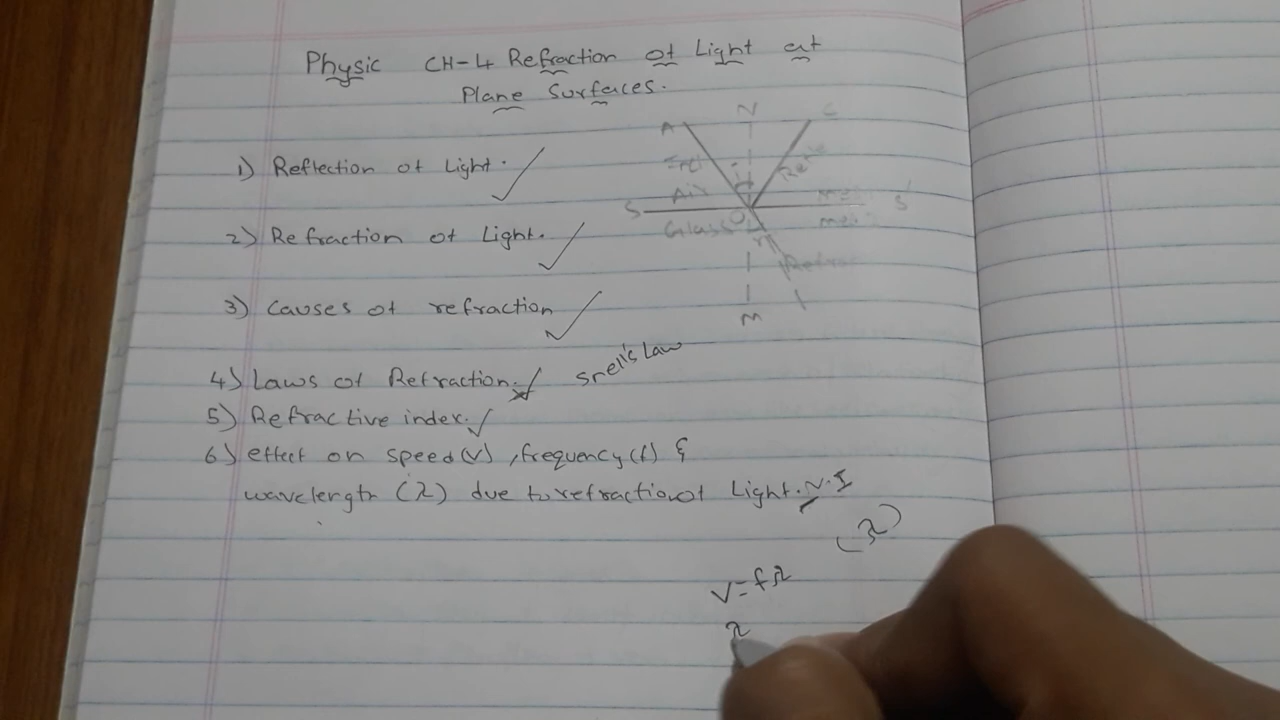 Physic CH-4 Refraction of Light at
Plane Surfaces.
1) Reflection of Light.
2) Refraction of Light.
3) Causes of refraction
4) Laws of Refraction. Snell's Law
5) Refractive index.
6) effect on speed (V), frequency (f) &
wavelength (λ) due to refraction of Light. N.I
(λ)
V=fλ
λ
A N
Air
S O S'
Glass
r
M